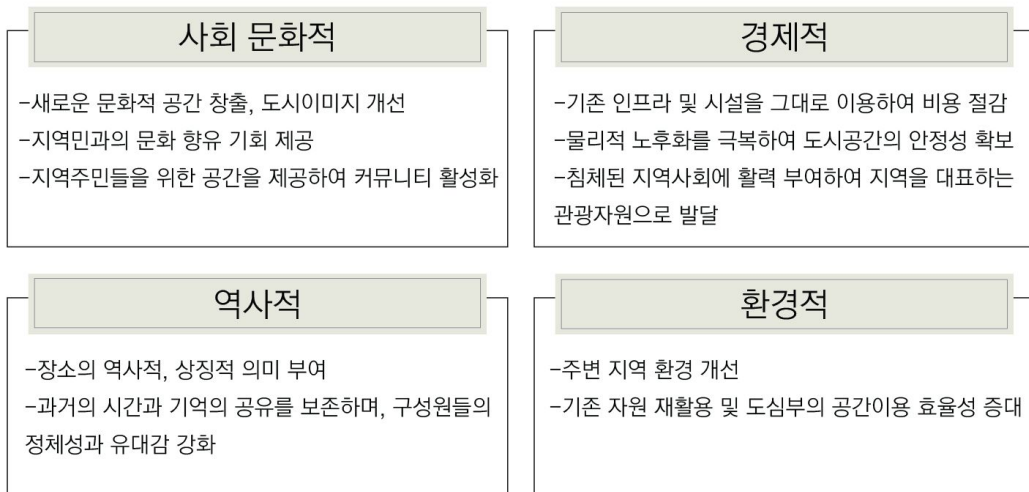 사회 문화적
-새로운 문화적 공간 창출, 도시이미지 개선
-지역민과의 문화 향유 기회 제공
-지역주민들을 위한 공간을 제공하여 커뮤니티 활성화
경제적
-기존 인프라 및 시설을 그대로 이용하여 비용 절감
-물리적 노후화를 극복하여 도시공간의 안정성 확보
-침체된 지역사회에 활력 부여하여 지역을 대표하는
관광자원으로 발달
역사적
-장소의 역사적, 상징적 의미 부여
-과거의 시간과 기억의 공유를 보존하며, 구성원들의
정체성과 유대감 강화
환경적
-주변 지역 환경 개선
-기존 자원 재활용 및 도심부의 공간이용 효율성 증대